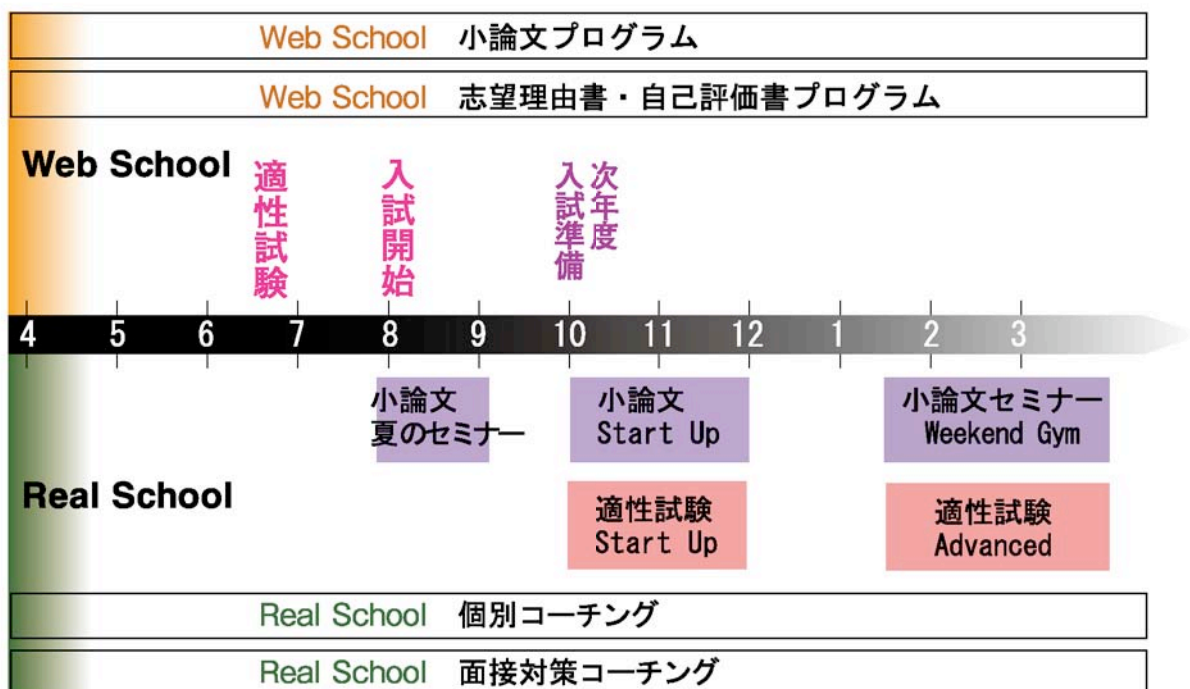 Web School 小論文プログラム
Web School 志望理由書・自己評価書プログラム
Web School
適性試験
入試開始
次年度
入試準備
4 5 6 7 8 9 10 11 12 1 2 3
小論文
夏のセミナー
小論文
Start Up
小論文セミナー
Weekend Gym
Real School
適性試験
Start Up
適性試験
Advanced
Real School 個別コーチング
Real School 面接対策コーチング